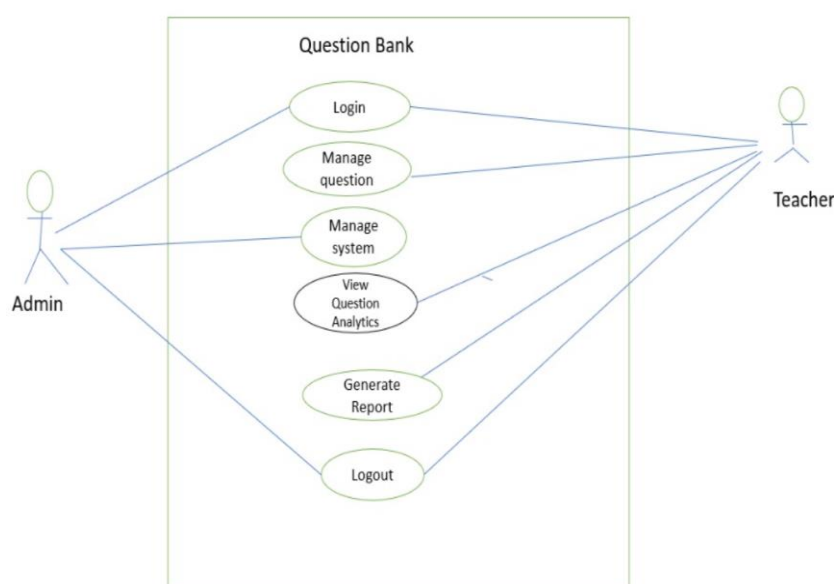 Question Bank
Login
Manage
question
Teacher
Manage
system
View
Question
Analytics
Admin
Generate
Report
Logout